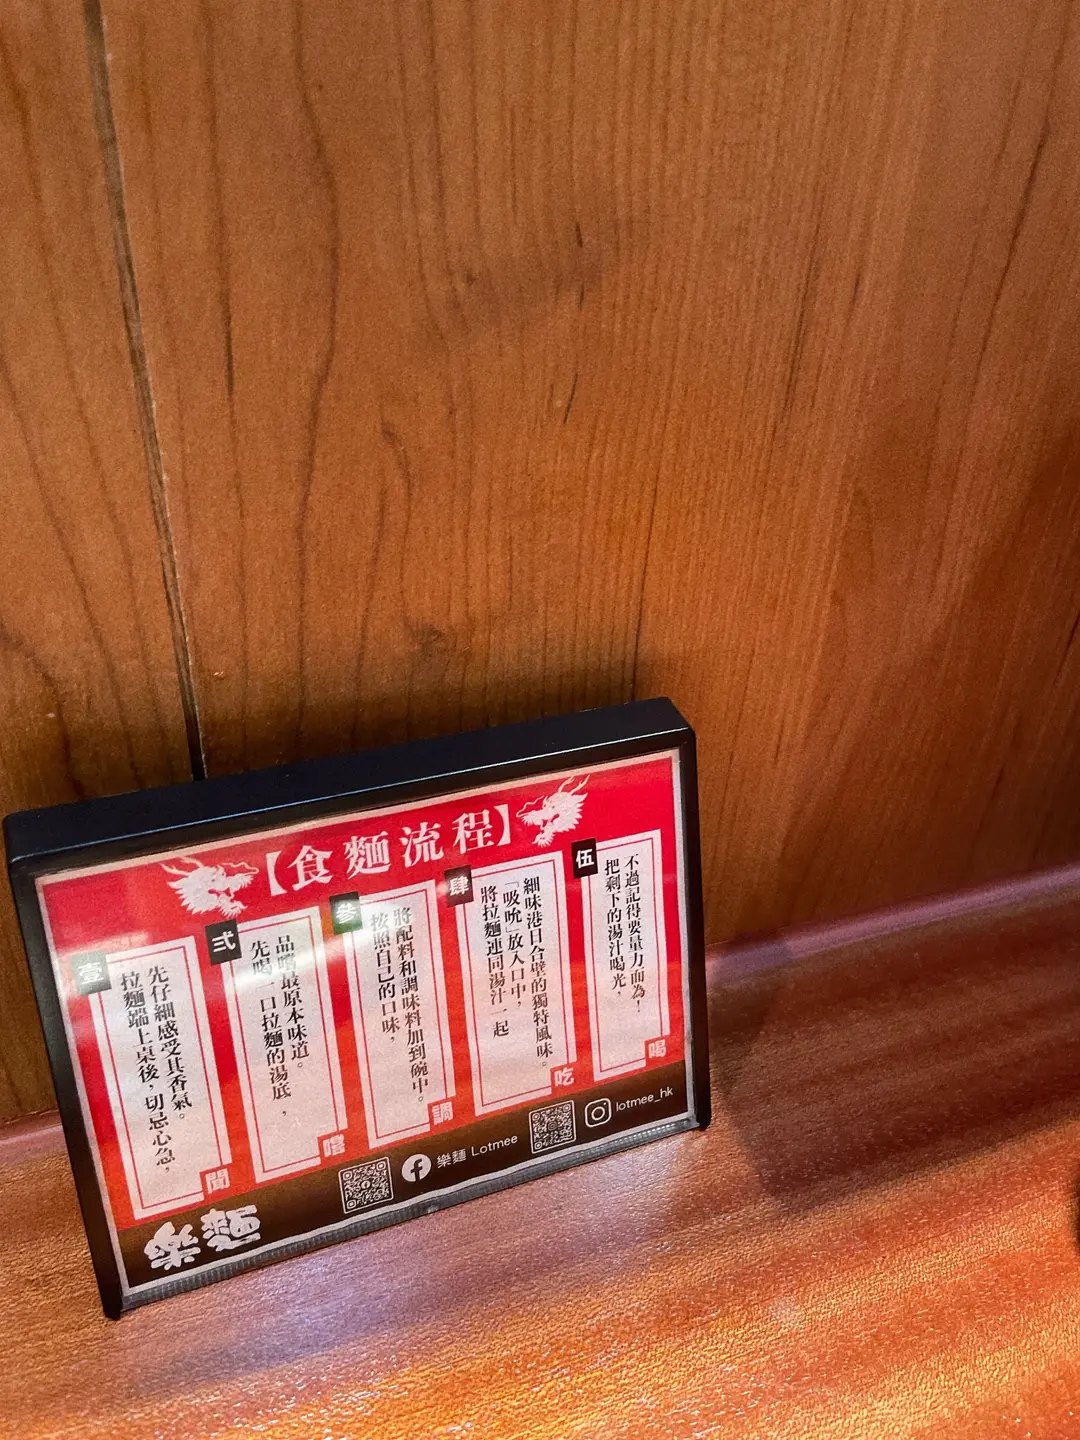 【食麵流程】
壹
拉麵端上桌後，切忌心急，
先仔細感受其香氣。
聞
弍
先喝一口拉麵的湯底，
品嚐最原本味道。
嚐
參
按照自己的口味，
將配料和調味料加到碗中。
調
肆
將拉麵連同湯汁一起
「吸吮」放入口中，
細味港日合壁的獨特風味。
吃
伍
把剩下的湯汁喝光，
不過記得要量力而為！
喝
樂麵
樂麵 Lotmee
lotmee_hk